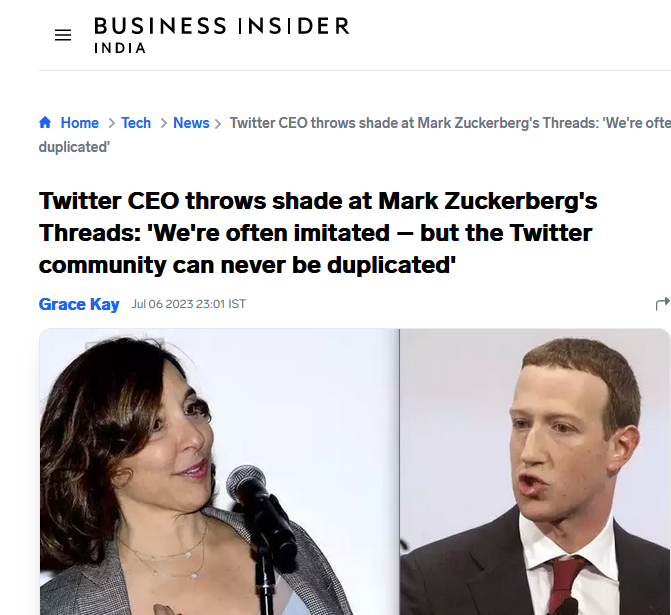 BUSINESS INSIDER
INDIA
Home > Tech > News > Twitter CEO throws shade at Mark Zuckerberg's Threads: 'We're ofte
duplicated'
Twitter CEO throws shade at Mark Zuckerberg's
Threads: 'We're often imitated – but the Twitter
community can never be duplicated'
Grace Kay Jul 06 2023 23:01 IST